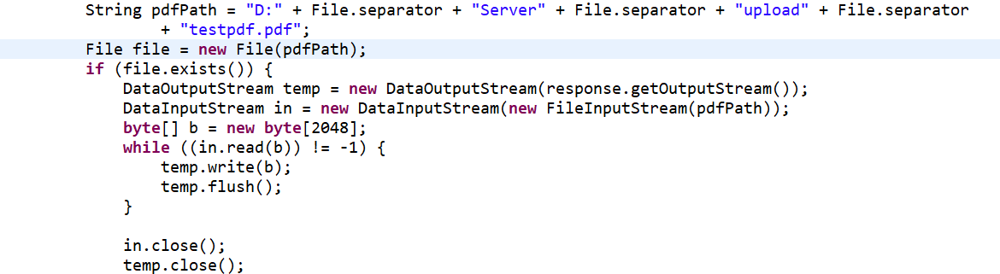 String pdfPath = "D:" + File.separator + "Server" + File.separator + "upload" + File.separator
+ "testpdf.pdf";
File file = new File(pdfPath);
if (file.exists()) {
DataOutputStream temp = new DataOutputStream(response.getOutputStream());
DataInputStream in = new DataInputStream(new FileInputStream(pdfPath));
byte[] b = new byte[2048];
while ((in.read(b)) != -1) {
temp.write(b);
temp.flush();
}
in.close();
temp.close();